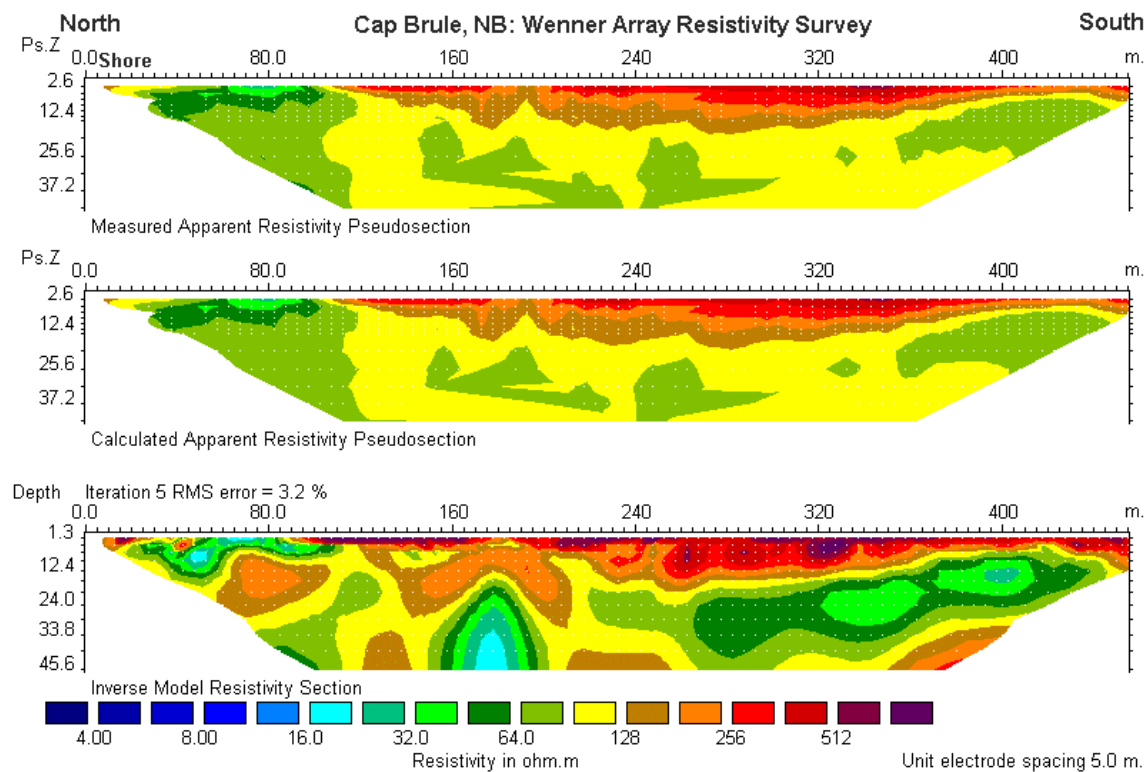 North Cap Brule, NB: Wenner Array Resistivity Survey South
Ps.Z
0.0 Shore 80.0 160 240 320 400 m.
2.6
12.4
25.6
37.2
Measured Apparent Resistivity Pseudosection
Ps.Z
0.0 80.0 160 240 320 400 m.
2.6
12.4
25.6
37.2
Calculated Apparent Resistivity Pseudosection
Depth Iteration 5 RMS error = 3.2 %
0.0 80.0 160 240 320 400 m.
1.3
12.4
24.0
33.8
45.6
Inverse Model Resistivity Section
4.00 8.00 16.0 32.0 64.0 128 256 512
Resistivity in ohm.m Unit electrode spacing 5.0 m.